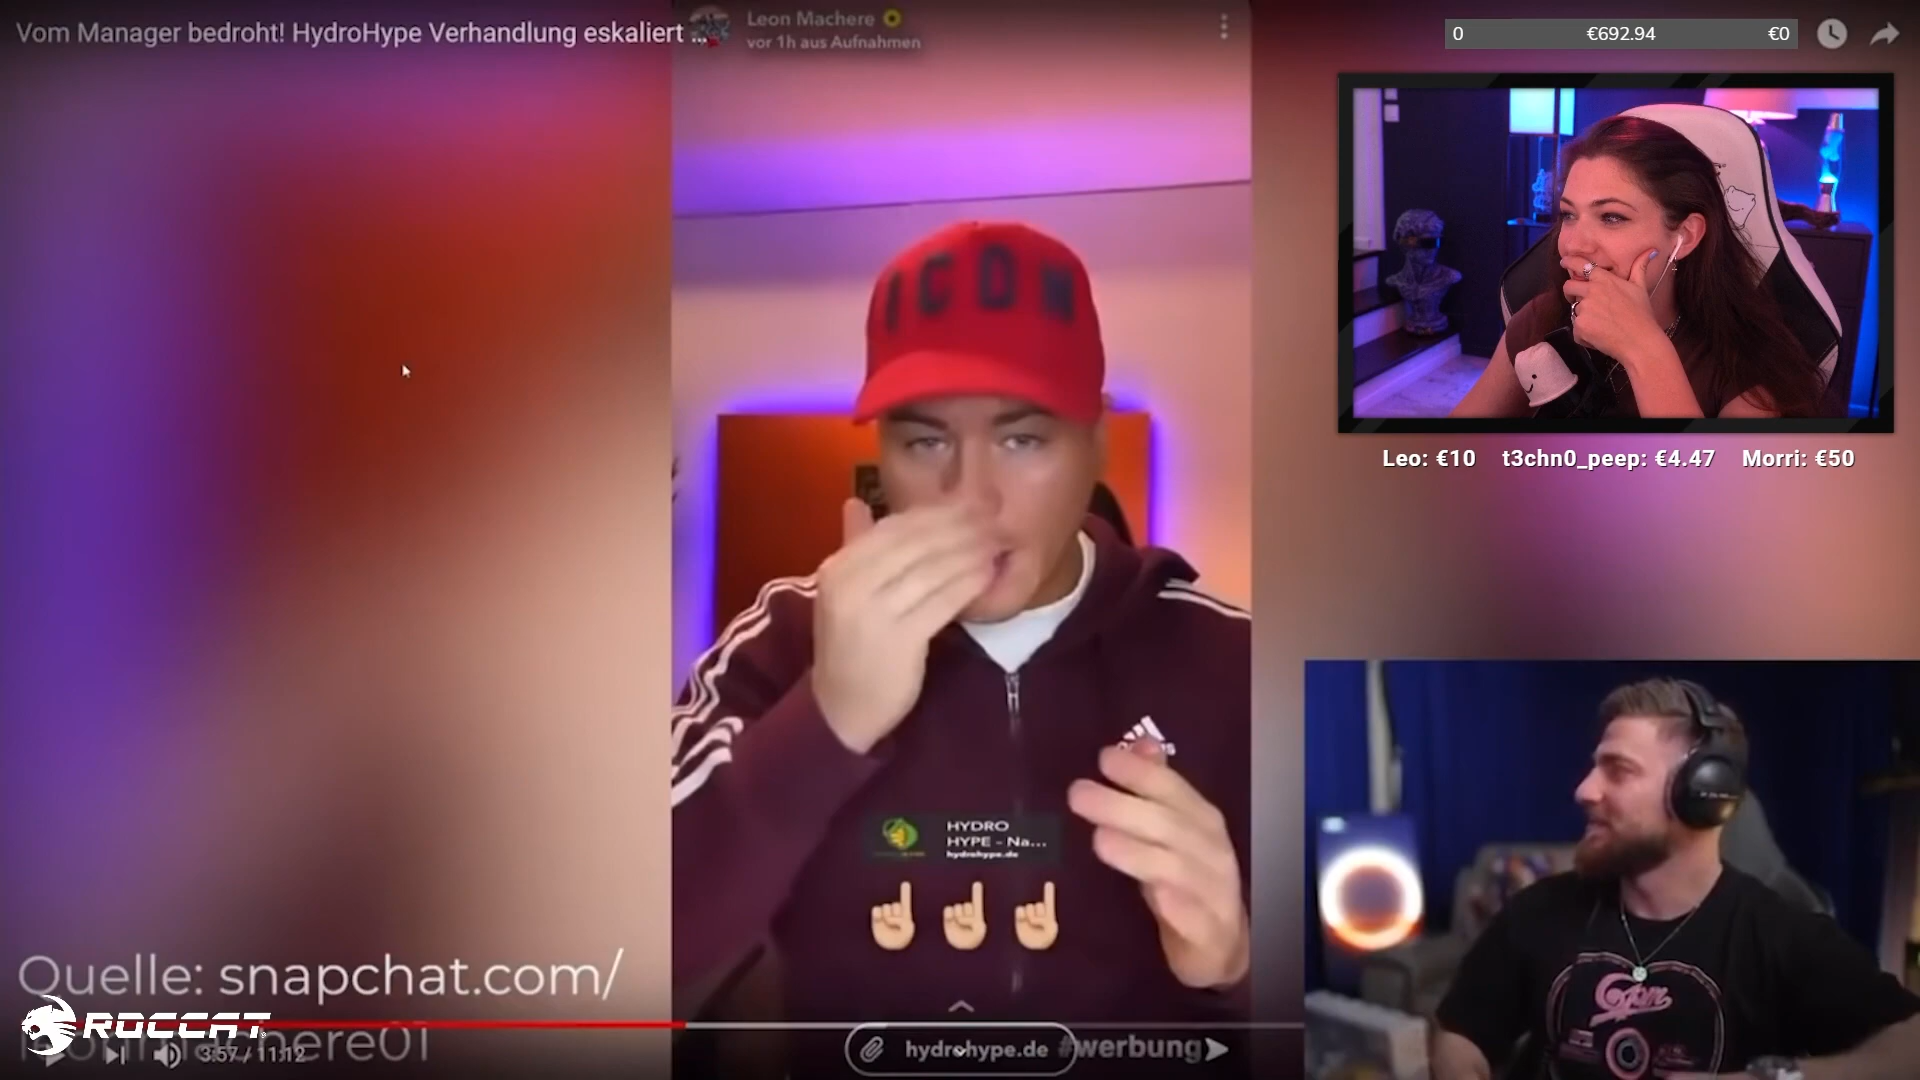 Vom Manager bedroht! HydroHype Verhandlung eskaliert ...
Leon Machere
vor 1h aus Aufnahmen
0 €692.94 €0
ICON
Leo: €10 t3chn0_peep: €4.47 Morri: €50
HYDRO
HYPE - Na...
hydrohype.de
Quelle: snapchat.com/
ROCCAT
3:57 / 11:12
hydrohype.de
#werbung